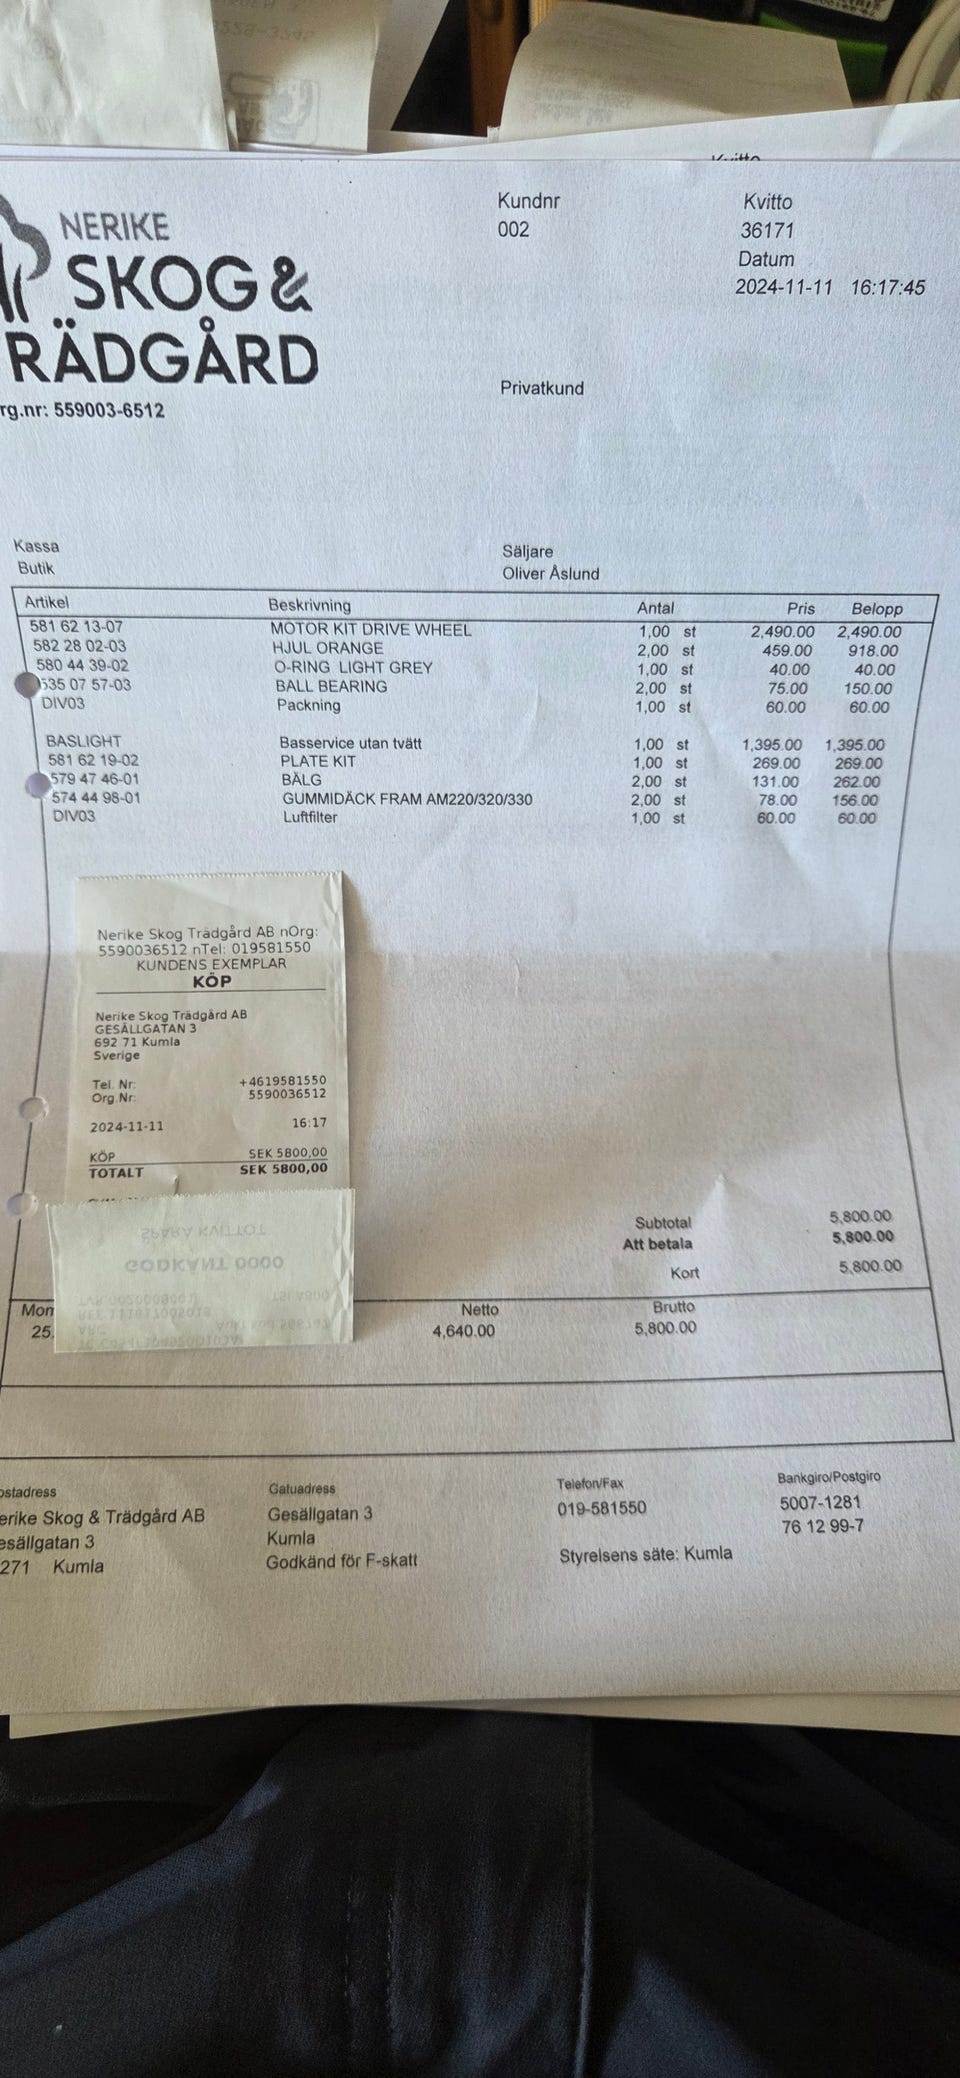 Kundnr
002
Kvitto
36171
Datum
2024-11-11 16:17:45
NERIKE
SKOG &
RÄDGÅRD
rg.nr: 559003-6512
Privatkund
Kassa
Butik
Säljare
Oliver Åslund
Artikel Beskrivning Antal Pris Belopp
581 62 13-07 MOTOR KIT DRIVE WHEEL 1,00 st 2,490.00 2,490.00
582 28 02-03 HJUL ORANGE 2,00 st 459.00 918.00
580 44 39-02 O-RING LIGHT GREY 1,00 st 40.00 40.00
535 07 57-03 BALL BEARING 2,00 st 75.00 150.00
DIV03 Packning 1,00 st 60.00 60.00
BASLIGHT Basservice utan tvätt 1,00 st 1,395.00 1,395.00
581 62 19-02 PLATE KIT 1,00 st 269.00 269.00
579 47 46-01 BÄLG 2,00 st 131.00 262.00
574 44 98-01 GUMMIDÄCK FRAM AM220/320/330 2,00 st 78.00 156.00
DIV03 Luftfilter 1,00 st 60.00 60.00
Nerike Skog Trädgård AB nOrg:
5590036512 nTel: 019581550
KUNDENS EXEMPLAR
KÖP
Nerike Skog Trädgård AB
GESÄLLGATAN 3
692 71 Kumla
Sverige
Tel. Nr: +4619581550
Org.Nr: 5590036512
2024-11-11 16:17
KÖP SEK 5800,00
TOTALT SEK 5800,00
SPARA KVITTOT
GODKÄNT 0000
Subtotal 5,800.00
Att betala 5,800.00
Kort 5,800.00
Mom Netto Brutto
25. 4,640.00 5,800.00
ostadress
erike Skog & Trädgård AB
esällgatan 3
271 Kumla
Gatuadress
Gesällgatan 3
Kumla
Godkänd för F-skatt
Telefon/Fax
019-581550
Styrelsens säte: Kumla
Bankgiro/Postgiro
5007-1281
76 12 99-7